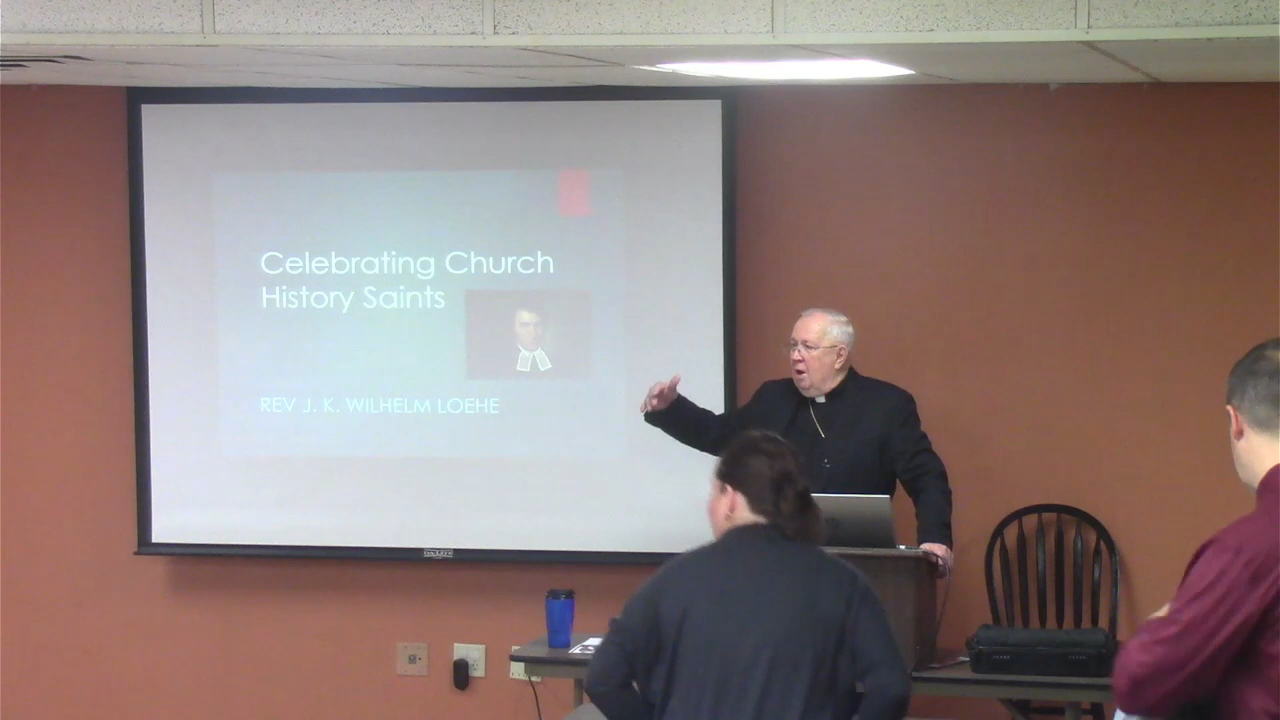 Celebrating Church
History Saints
REV J. K. WILHELM LOEHE